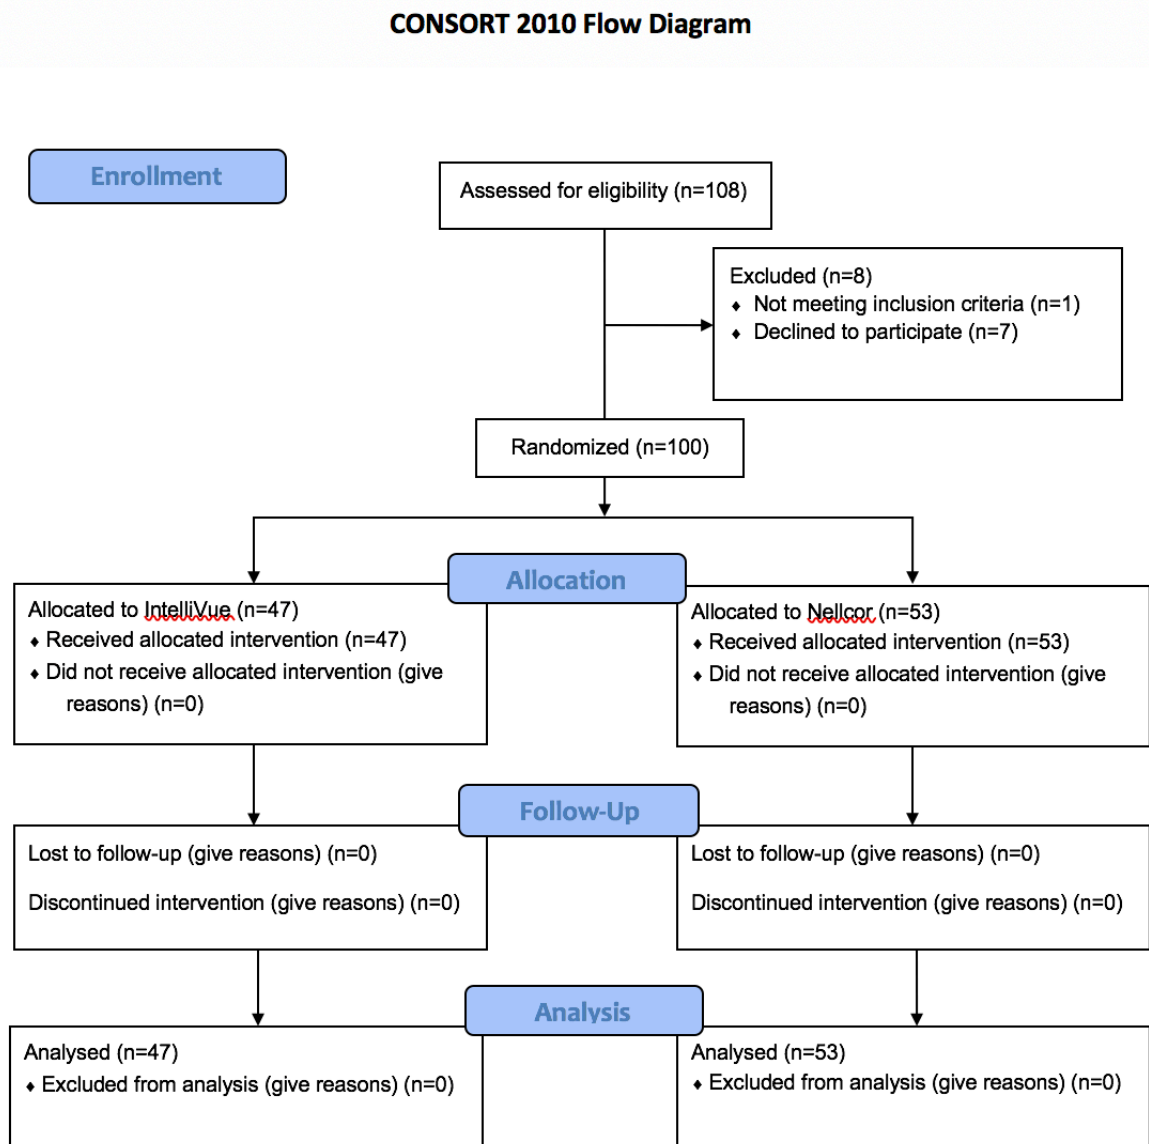 CONSORT 2010 Flow Diagram
Enrollment
Assessed for eligibility (n=108)
Excluded (n=8)
♦ Not meeting inclusion criteria (n=1)
♦ Declined to participate (n=7)
Randomized (n=100)
Allocation
Allocated to IntelliVue (n=47)
♦ Received allocated intervention (n=47)
♦ Did not receive allocated intervention (give
reasons) (n=0)
Allocated to Nellcor (n=53)
♦ Received allocated intervention (n=53)
♦ Did not receive allocated intervention (give
reasons) (n=0)
Follow-Up
Lost to follow-up (give reasons) (n=0)
Discontinued intervention (give reasons) (n=0)
Lost to follow-up (give reasons) (n=0)
Discontinued intervention (give reasons) (n=0)
Analysis
Analysed (n=47)
♦ Excluded from analysis (give reasons) (n=0)
Analysed (n=53)
♦ Excluded from analysis (give reasons) (n=0)